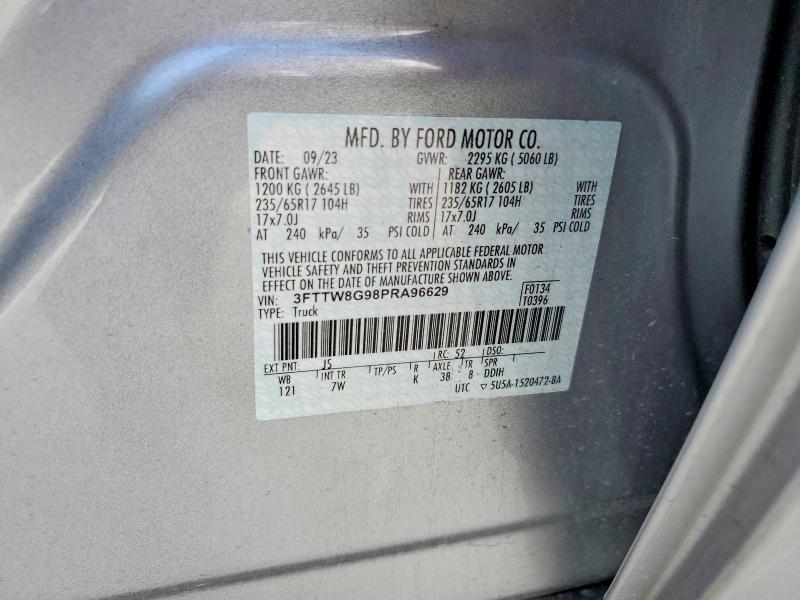 MFD. BY FORD MOTOR CO.
DATE: 09/23 GVWR: 2295 KG ( 5060 LB)
FRONT GAWR: REAR GAWR:
1200 KG ( 2645 LB) WITH 1182 KG ( 2605 LB) WITH
235/65R17 104H TIRES 235/65R17 104H TIRES
17x7.0J RIMS 17x7.0J RIMS
AT 240 kPa/ 35 PSI COLD AT 240 kPa/ 35 PSI COLD
THIS VEHICLE CONFORMS TO ALL APPLICABLE FEDERAL MOTOR
VEHICLE SAFETY AND THEFT PREVENTION STANDARDS IN
EFFECT ON THE DATE OF MANUFACTURE SHOWN ABOVE.
VIN: 3FTTW8G98PRA96629 F0134
TYPE: Truck T0396
EXT PNT: JS RC: 52 DSO:
WB INT TR TP/PS R AXLE TR SPR
121 7W K 38 8 DDIH
UTC ▽ 5U5A-1520472-BA